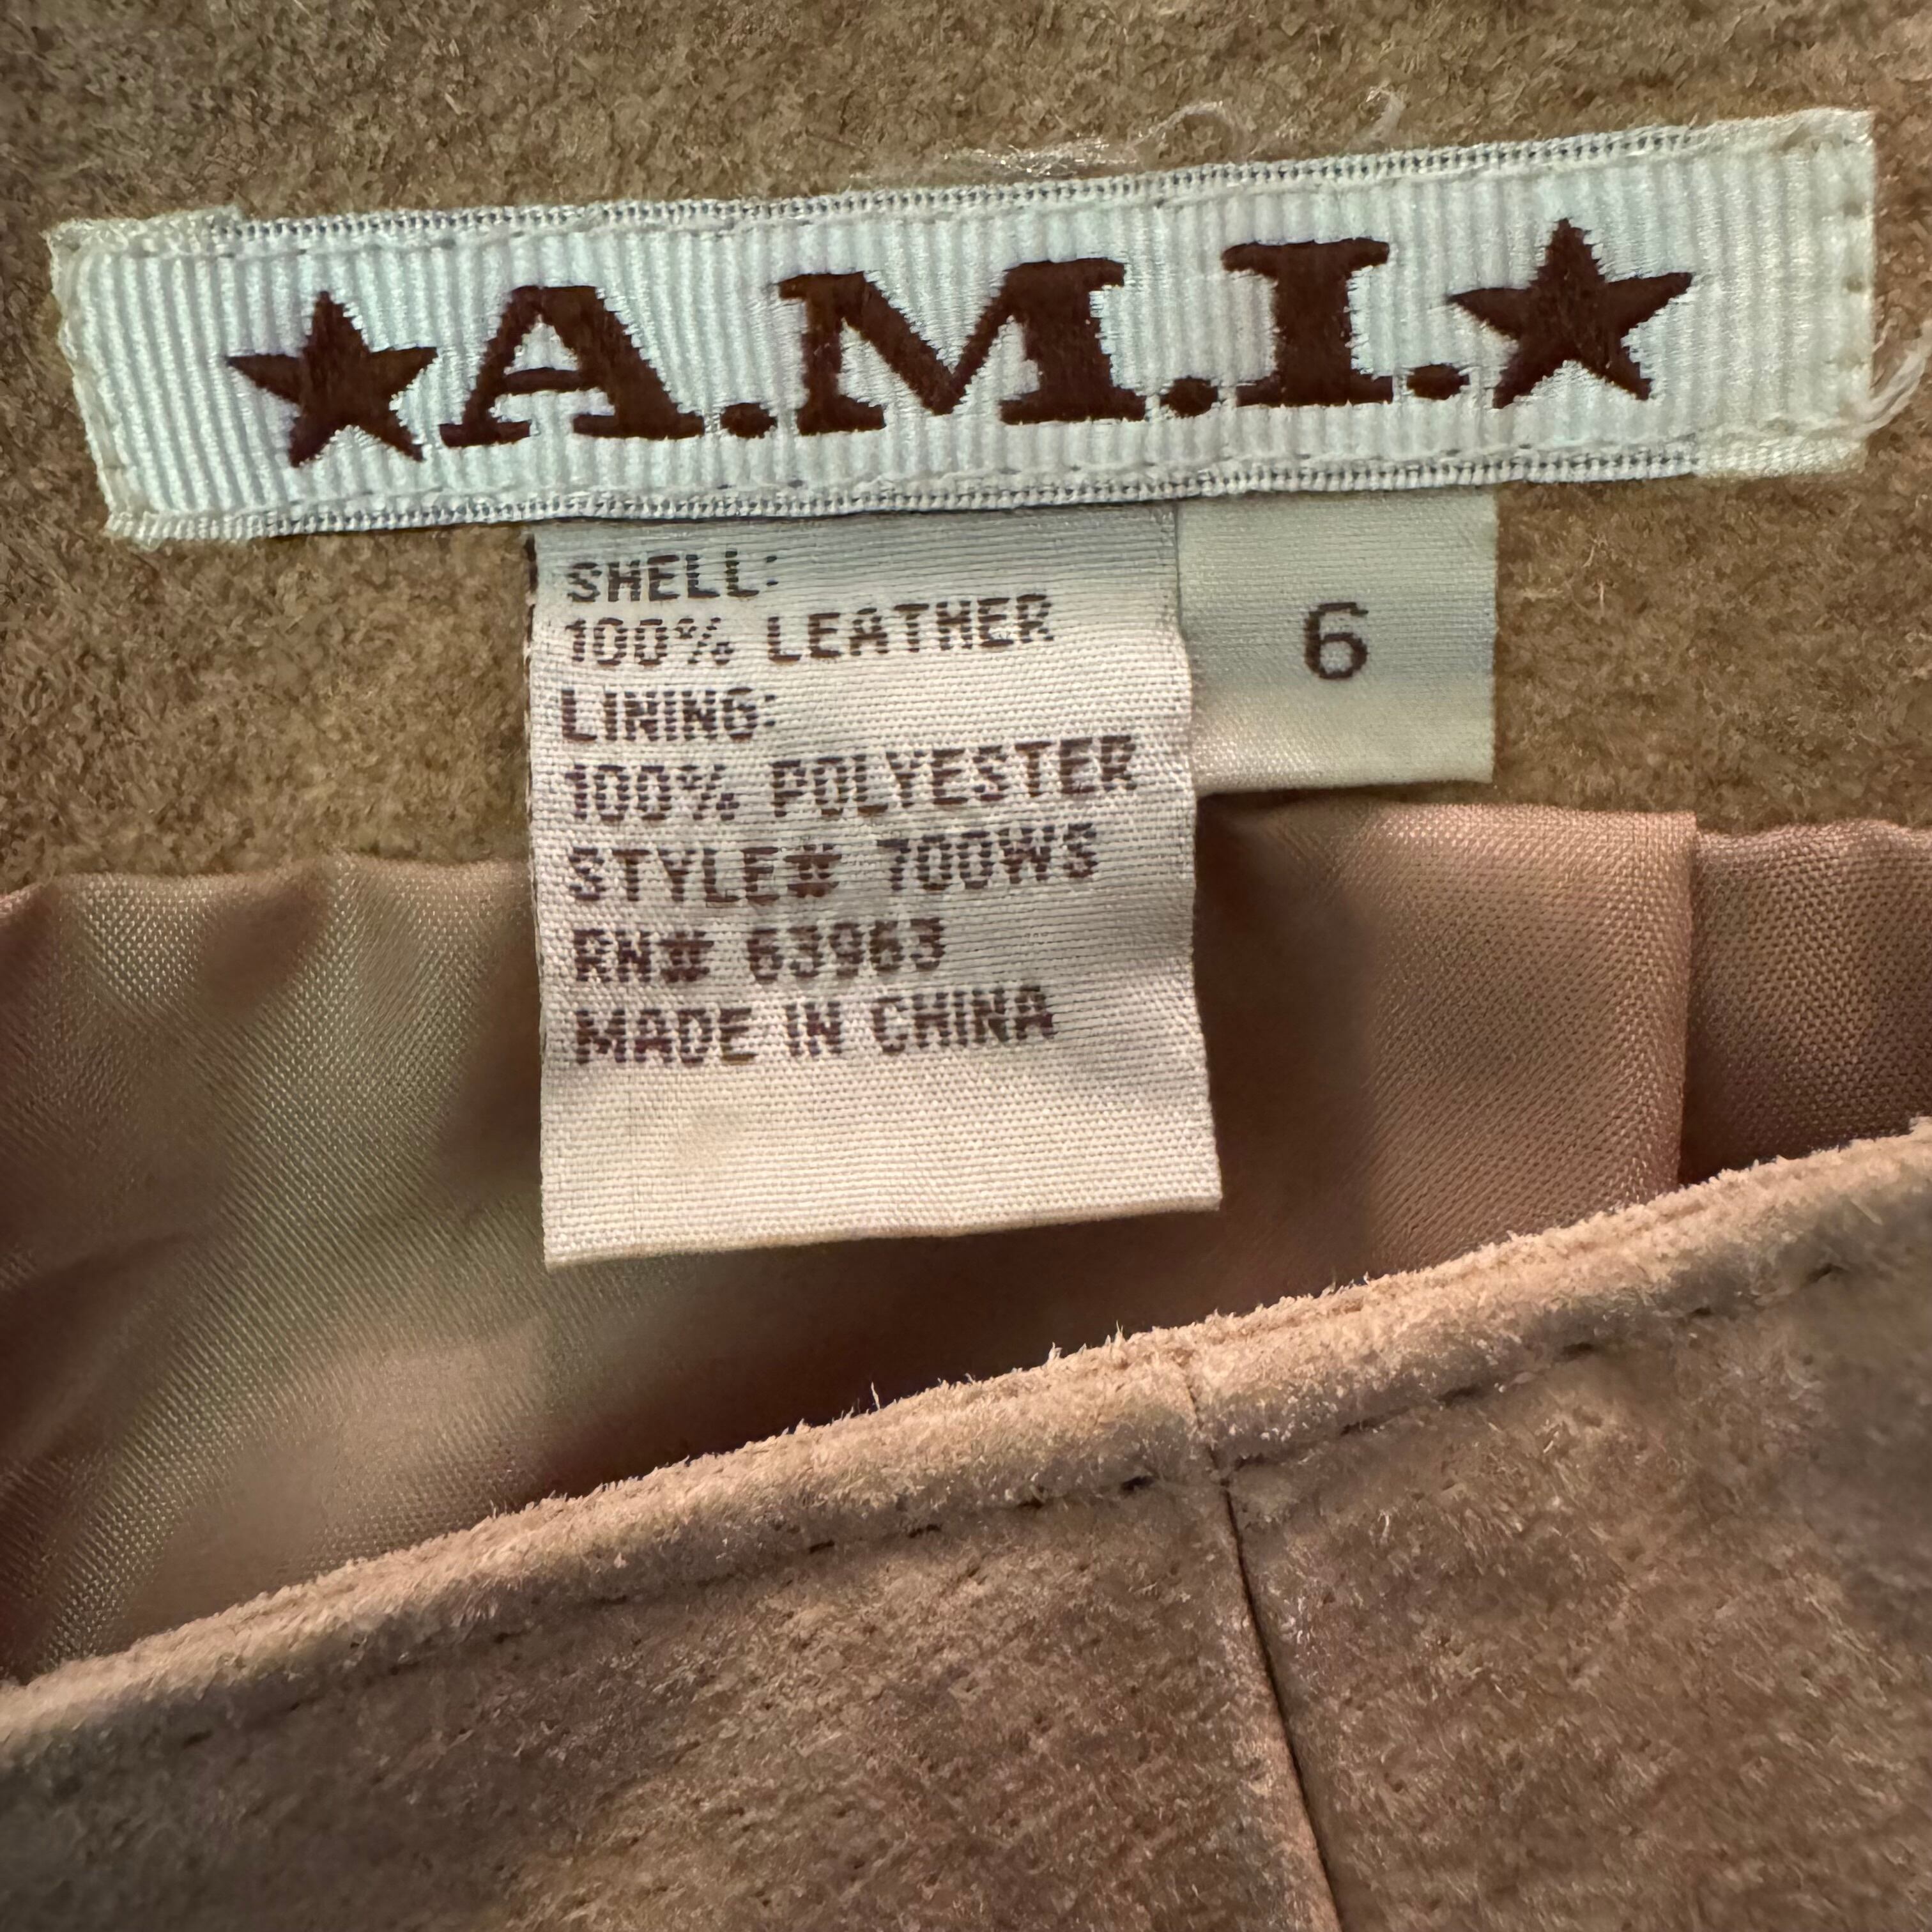 ★A.M.I.★
SHELL:
100% LEATHER
LINING:
100% POLYESTER
STYLE# 700WS
RN# 63963
MADE IN CHINA
6